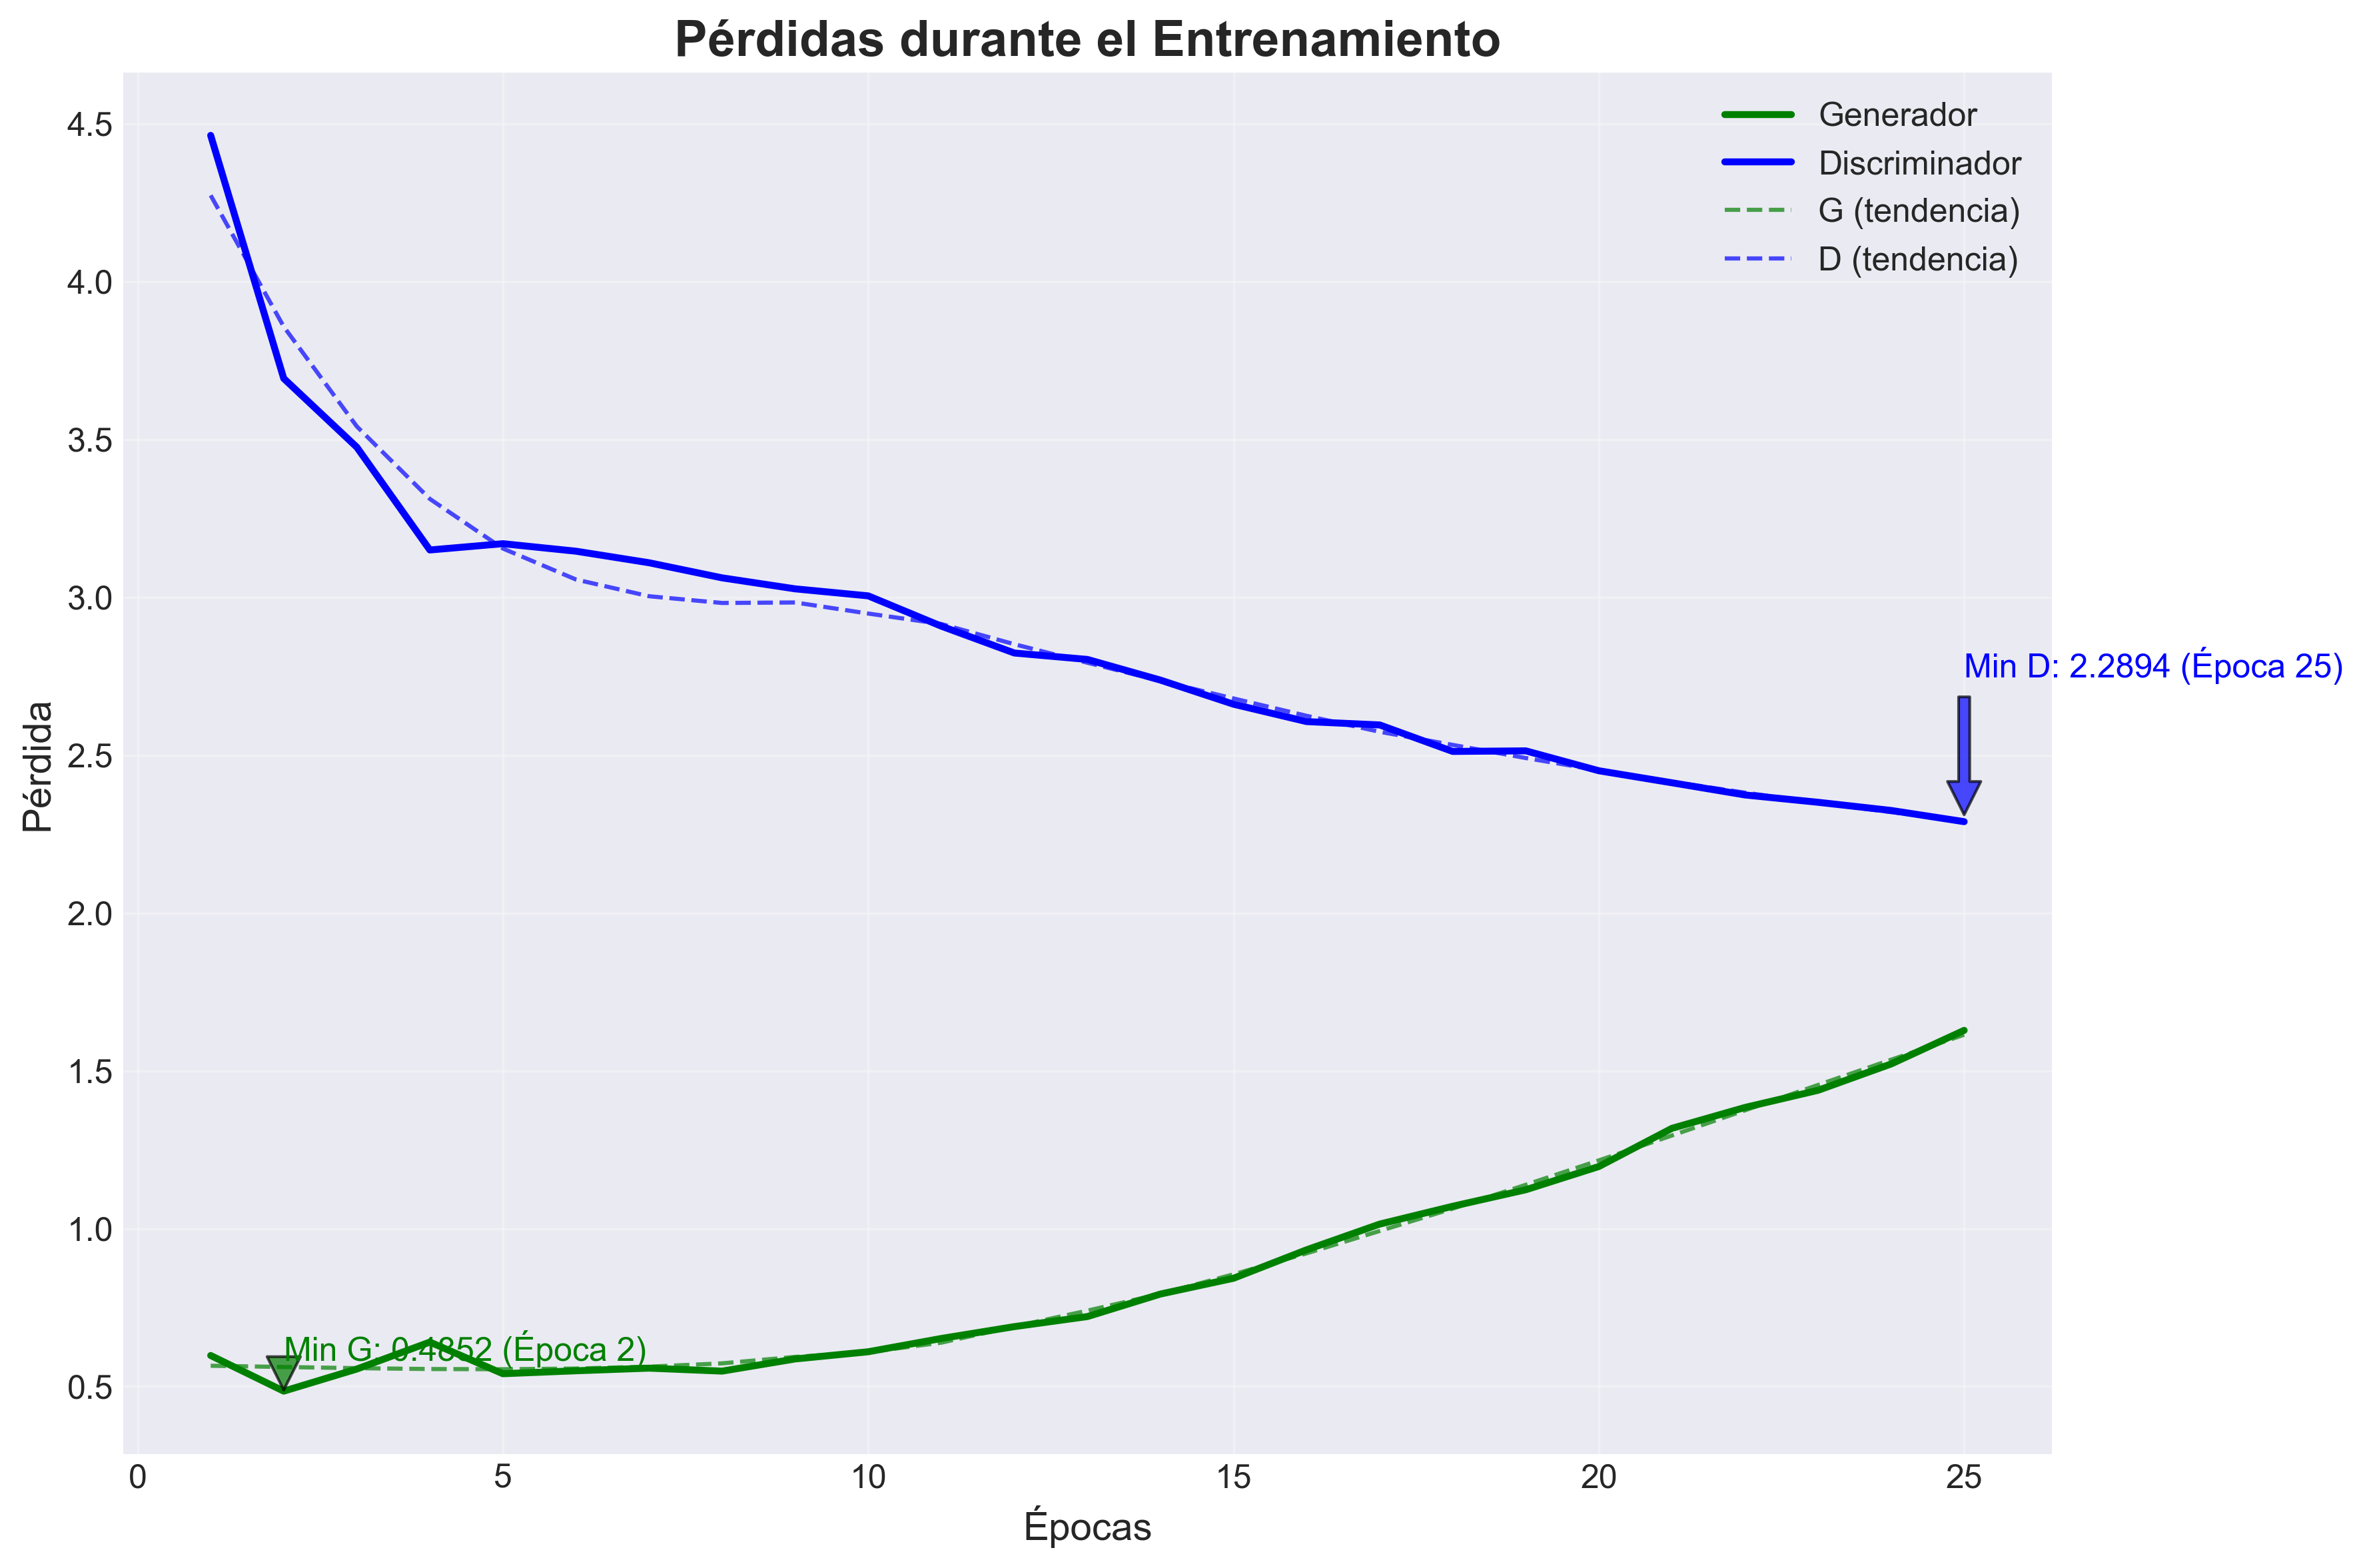 Pérdidas durante el Entrenamiento
Generador
Discriminador
G (tendencia)
D (tendencia)
4.5
4.0
3.5
3.0
2.5
2.0
1.5
1.0
0.5
Pérdida
Min D: 2.2894 (Época 25)
Min G: 0.4852 (Época 2)
0 5 10 15 20 25
Épocas